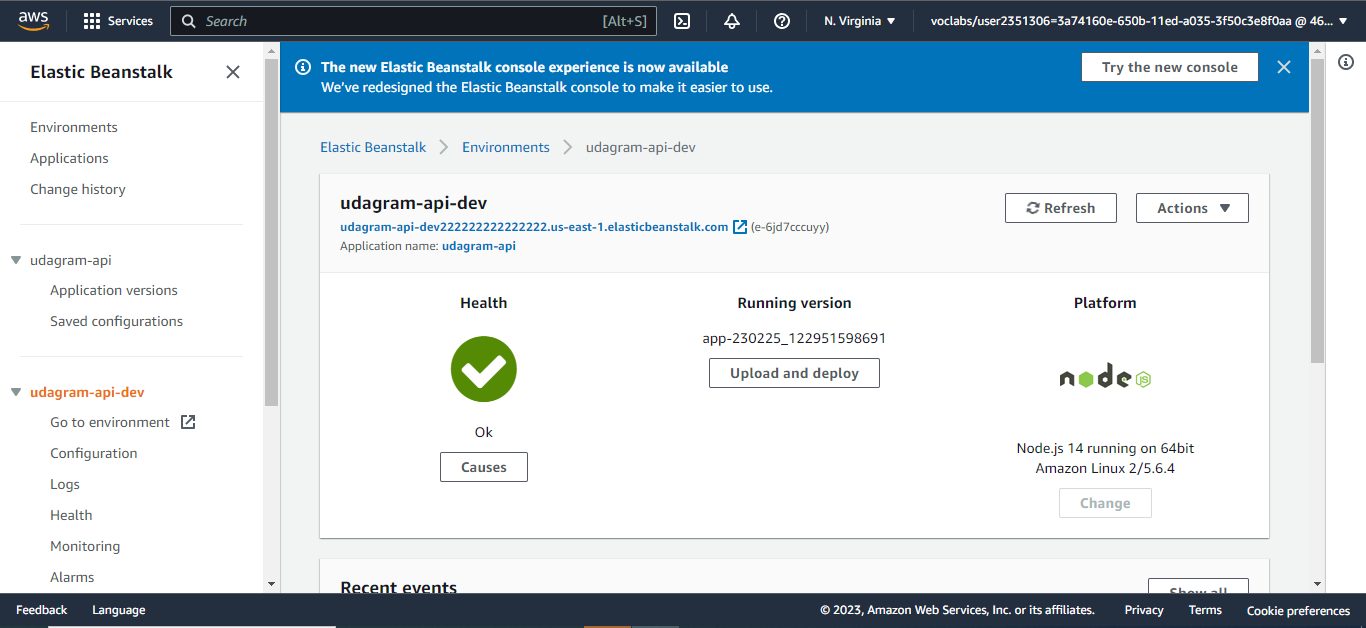 aws
Services
Search [Alt+S]
N. Virginia
voclabs/user2351306=3a74160e-650b-11ed-a035-3f50c3e8f0aa @ 46...
Elastic Beanstalk
Environments
Applications
Change history
udagram-api
Application versions
Saved configurations
udagram-api-dev
Go to environment
Configuration
Logs
Health
Monitoring
Alarms
The new Elastic Beanstalk console experience is now available
We've redesigned the Elastic Beanstalk console to make it easier to use.
Try the new console
Elastic Beanstalk Environments udagram-api-dev
udagram-api-dev
udagram-api-dev222222222222222.us-east-1.elasticbeanstalk.com (e-6jd7cccuyy)
Application name: udagram-api
Refresh
Actions
Health
Ok
Causes
Running version
app-230225_122951598691
Upload and deploy
Platform
node JS
Node.js 14 running on 64bit
Amazon Linux 2/5.6.4
Change
Recent events
Show all
Feedback
Language
© 2023, Amazon Web Services, Inc. or its affiliates.
Privacy
Terms
Cookie preferences